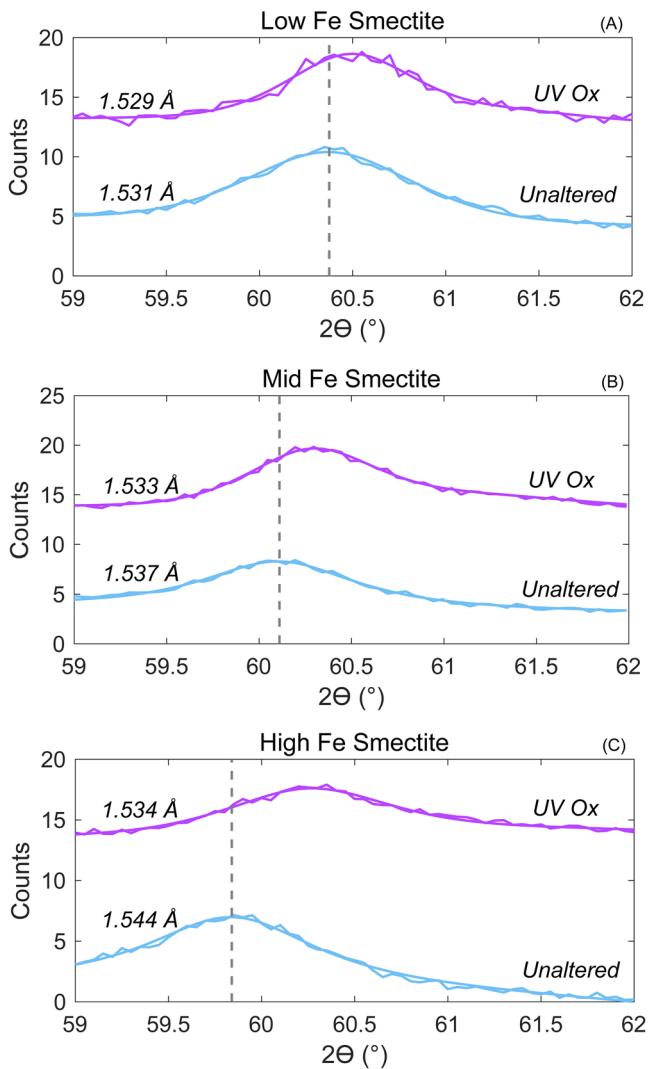 Low Fe Smectite (A)
20
15
10
5
0
Counts
1.529 Å
UV Ox
1.531 Å
Unaltered
59 59.5 60 60.5 61 61.5 62
2ϴ (°)
Mid Fe Smectite (B)
25
20
15
10
5
0
Counts
1.533 Å
UV Ox
1.537 Å
Unaltered
59 59.5 60 60.5 61 61.5 62
2ϴ (°)
High Fe Smectite (C)
20
15
10
5
0
Counts
1.534 Å
UV Ox
1.544 Å
Unaltered
59 59.5 60 60.5 61 61.5 62
2ϴ (°)